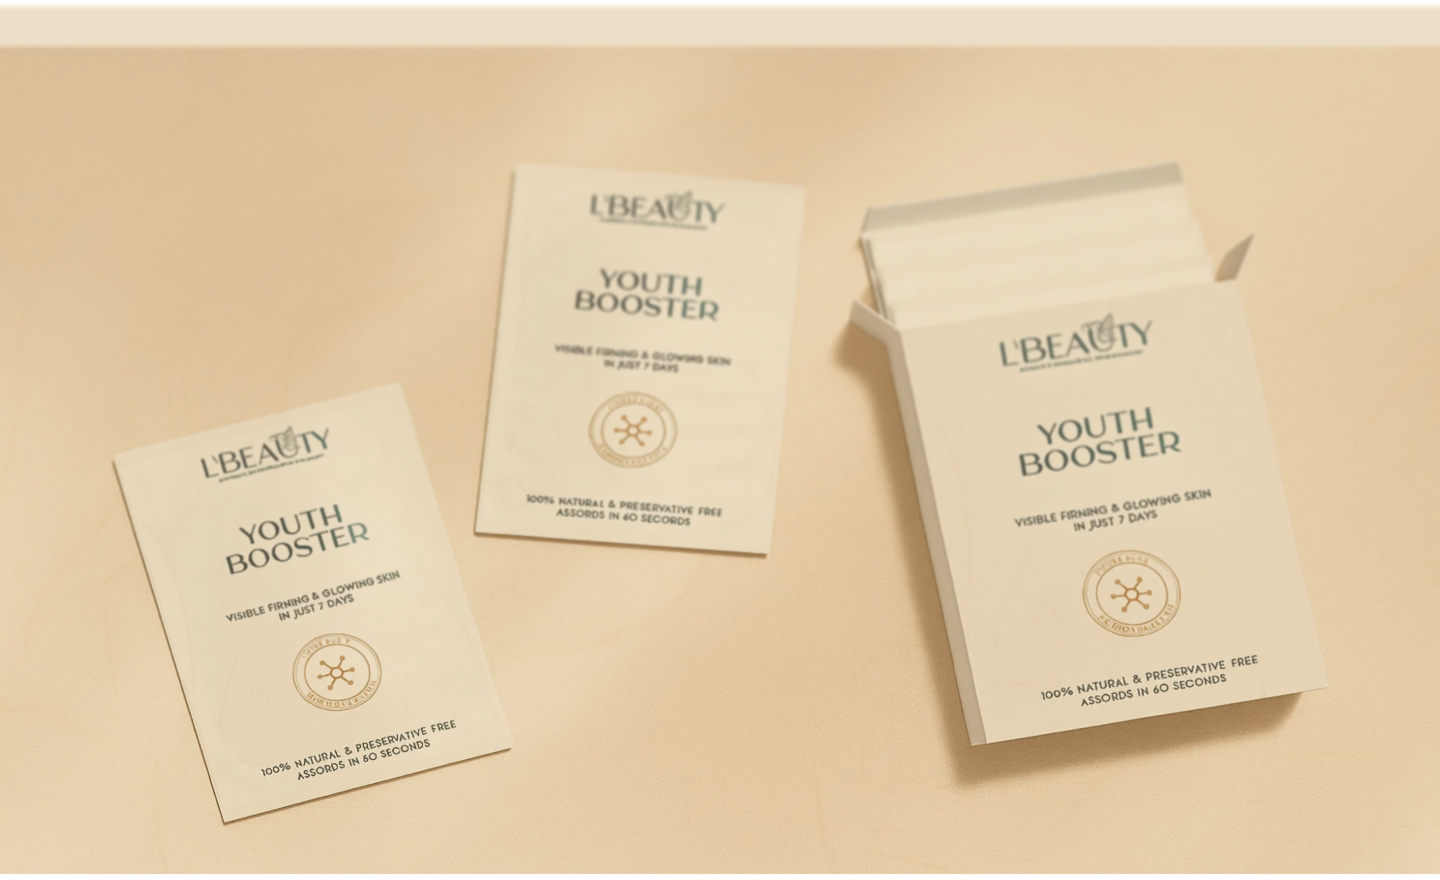 L'BEAUTY
YOUTH
BOOSTER
VISIBLE FIRNING & GLOWING SKIN
IN JUST 7 DAYS
100% NATURAL & PRESERVATIVE FREE
ASSORDS IN 60 SECONDS
L'BEAUTY
YOUTH
BOOSTER
VISIBLE FIRNING & GLOWING SKIN
IN JUST 7 DAYS
100% NATURAL & PRESERVATIVE FREE
ASSORDS IN 60 SECORDS
L'BEAUTY
YOUTH
BOOSTER
VISIBLE FIRNING & GLOWING SKIN
IN JUST 7 DAYS
100% NATURAL & PRESERVATIVE FREE
ASSORDS IN 60 SECONDS